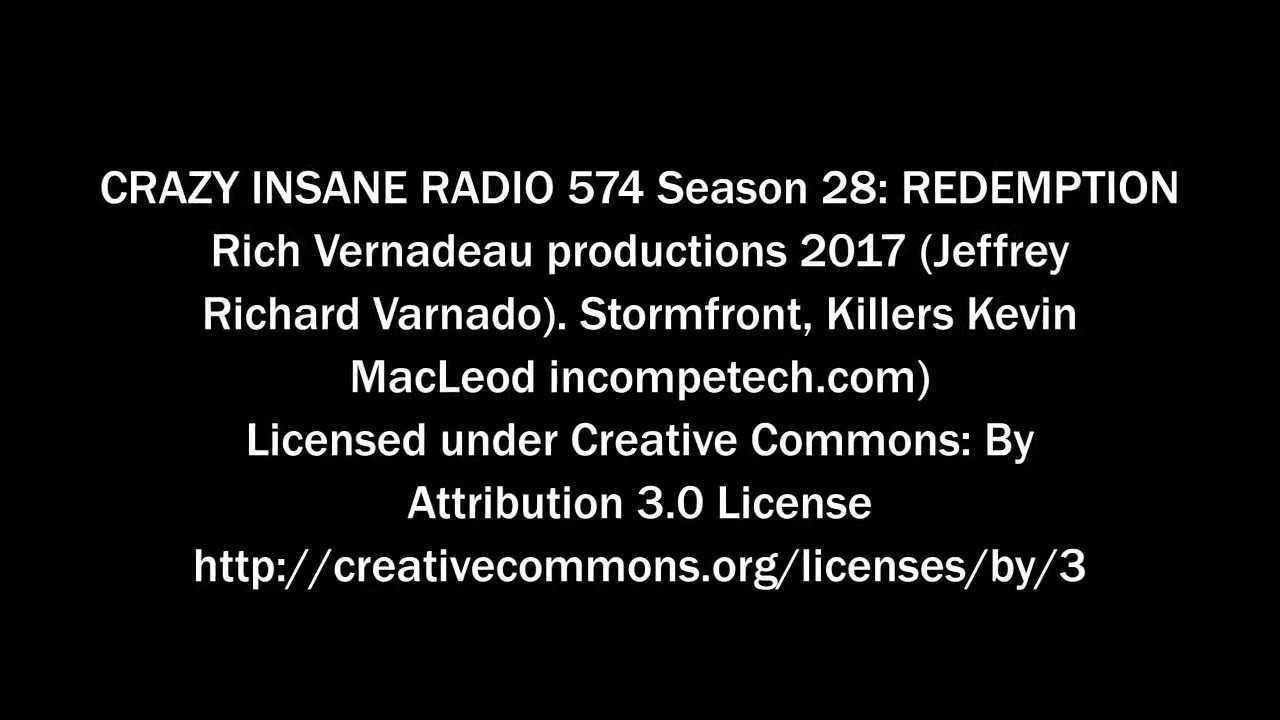 CRAZY INSANE RADIO 574 Season 28: REDEMPTION
Rich Vernadeau productions 2017 (Jeffrey
Richard Varnado). Stormfront, Killers Kevin
MacLeod incompetech.com)
Licensed under Creative Commons: By
Attribution 3.0 License
http://creativecommons.org/licenses/by/3